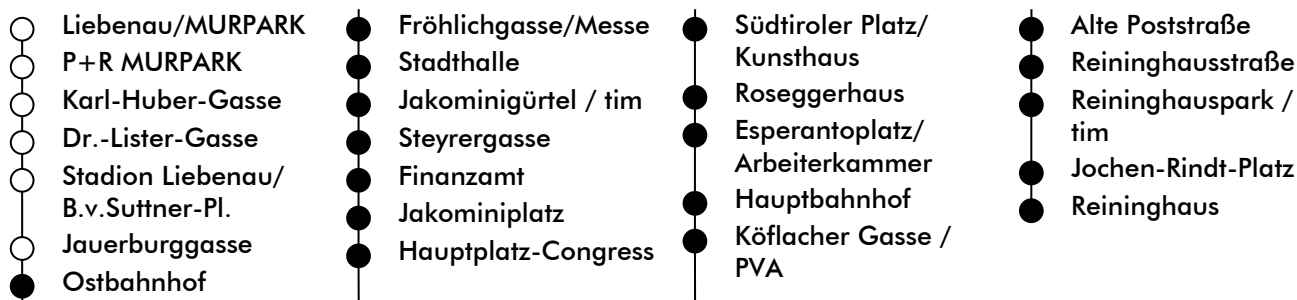 Liebenau/MURPARK
P+R MURPARK
Karl-Huber-Gasse
Dr.-Lister-Gasse
Stadion Liebenau/
B.v.Suttner-Pl.
Jauerburggasse
Ostbahnhof
Fröhlichgasse/Messe
Stadthalle
Jakominigürtel / tim
Steyrergasse
Finanzamt
Jakominiplatz
Hauptplatz-Congress
Südtiroler Platz/
Kunsthaus
Roseggerhaus
Esperantoplatz/
Arbeiterkammer
Hauptbahnhof
Köflacher Gasse /
PVA
Alte Poststraße
Reininghausstraße
Reininghauspark /
tim
Jochen-Rindt-Platz
Reininghaus